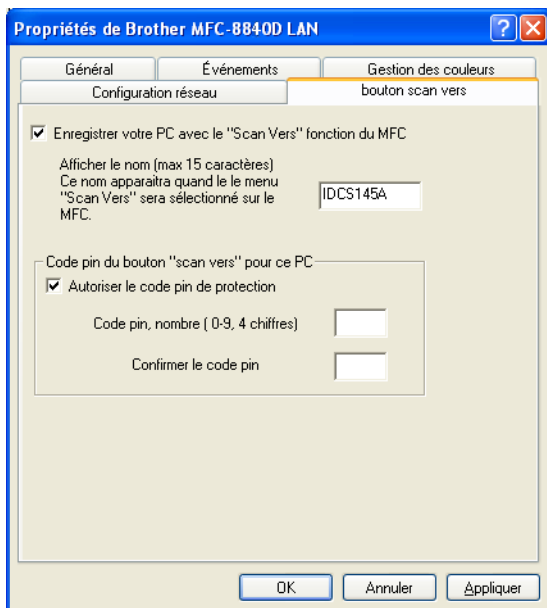 Propriétés de Brother MFC-8840D LAN
Général
Événements
Gestion des couleurs
Configuration réseau
bouton scan vers
Enregistrer votre PC avec le "Scan Vers" fonction du MFC
Afficher le nom (max 15 caractères)
Ce nom apparaitra quand le le menu
"Scan Vers" sera sélectionné sur le
MFC.
IDCS145A
Code pin du bouton "scan vers" pour ce PC
Autoriser le code pin de protection
Code pin, nombre ( 0-9, 4 chiffres)
Confirmer le code pin
OK
Annuler
Appliquer